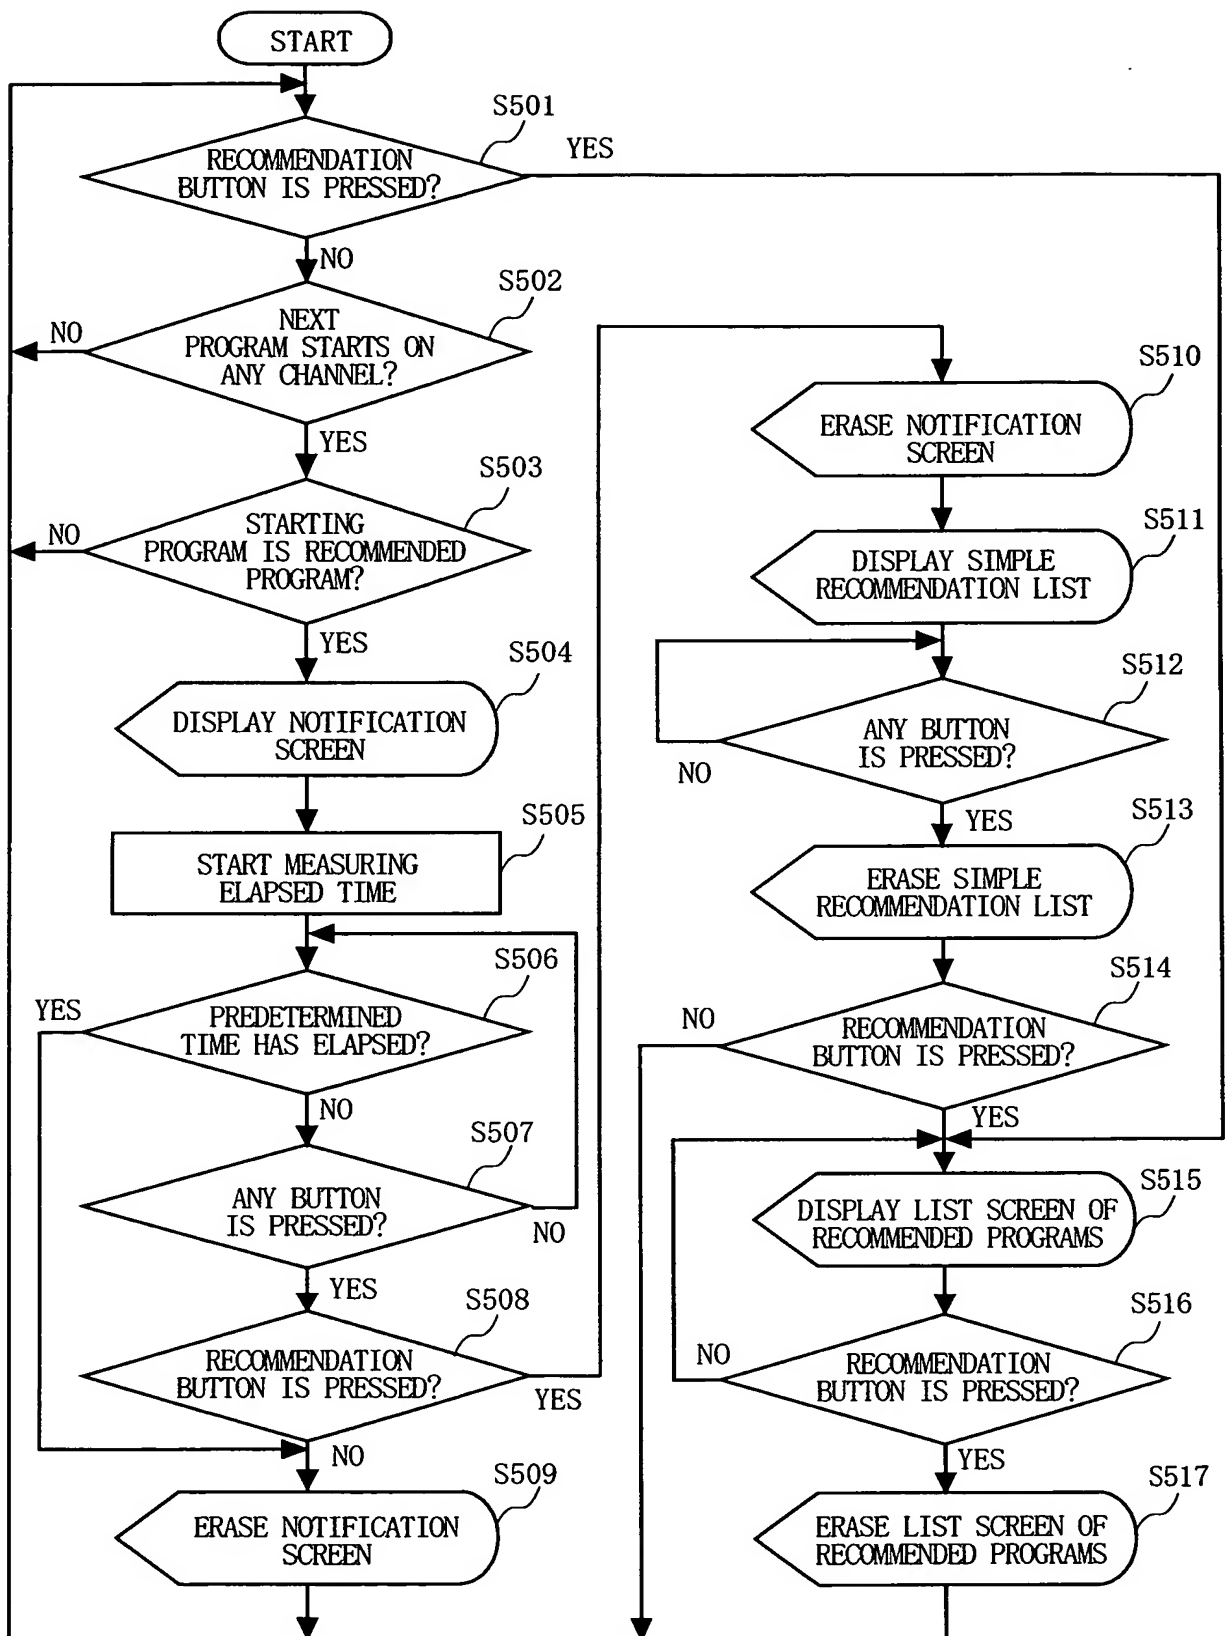 START
S501
RECOMMENDATION
BUTTON IS PRESSED?
YES
NO
S502
NEXT
PROGRAM STARTS ON
ANY CHANNEL?
NO
YES
S503
STARTING
PROGRAM IS RECOMMENDED
PROGRAM?
NO
YES
S504
DISPLAY NOTIFICATION
SCREEN
S505
START MEASURING
ELAPSED TIME
S506
PREDETERMINED
TIME HAS ELAPSED?
YES
NO
S507
ANY BUTTON
IS PRESSED?
NO
YES
S508
RECOMMENDATION
BUTTON IS PRESSED?
YES
NO
S509
ERASE NOTIFICATION
SCREEN
S510
ERASE NOTIFICATION
SCREEN
S511
DISPLAY SIMPLE
RECOMMENDATION LIST
S512
ANY BUTTON
IS PRESSED?
NO
YES
S513
ERASE SIMPLE
RECOMMENDATION LIST
S514
RECOMMENDATION
BUTTON IS PRESSED?
NO
YES
S515
DISPLAY LIST SCREEN OF
RECOMMENDED PROGRAMS
S516
RECOMMENDATION
BUTTON IS PRESSED?
NO
YES
S517
ERASE LIST SCREEN OF
RECOMMENDED PROGRAMS